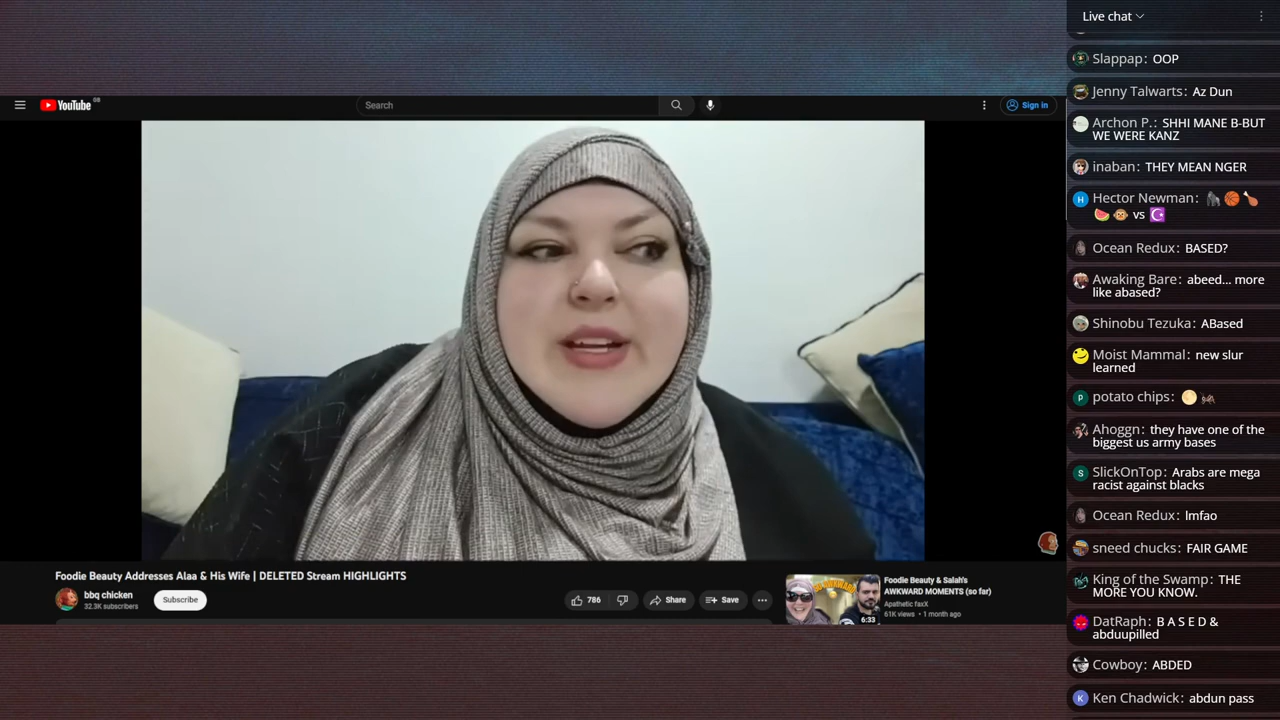 YouTube GB
Search
Sign in
Foodie Beauty Addresses Alaa & His Wife | DELETED Stream HIGHLIGHTS
bbq chicken
32.3K subscribers
Subscribe
786
Share
Save
6:33
Foodie Beauty & Salah's
AWKWARD MOMENTS (so far)
Apathetic faxX
61K views • 1 month ago
Live chat
Slappap: OOP
Jenny Talwarts: Az Dun
Archon P.: SHHI MANE B-BUT
WE WERE KANZ
inaban: THEY MEAN NGER
Hector Newman:
vs
Ocean Redux: BASED?
Awaking Bare: abeed... more
like abased?
Shinobu Tezuka: ABased
Moist Mammal: new slur
learned
potato chips:
Ahoggn: they have one of the
biggest us army bases
SlickOnTop: Arabs are mega
racist against blacks
Ocean Redux: lmfao
sneed chucks: FAIR GAME
King of the Swamp: THE
MORE YOU KNOW.
DatRaph: B A S E D &
abduupilled
Cowboy: ABDED
Ken Chadwick: abdun pass